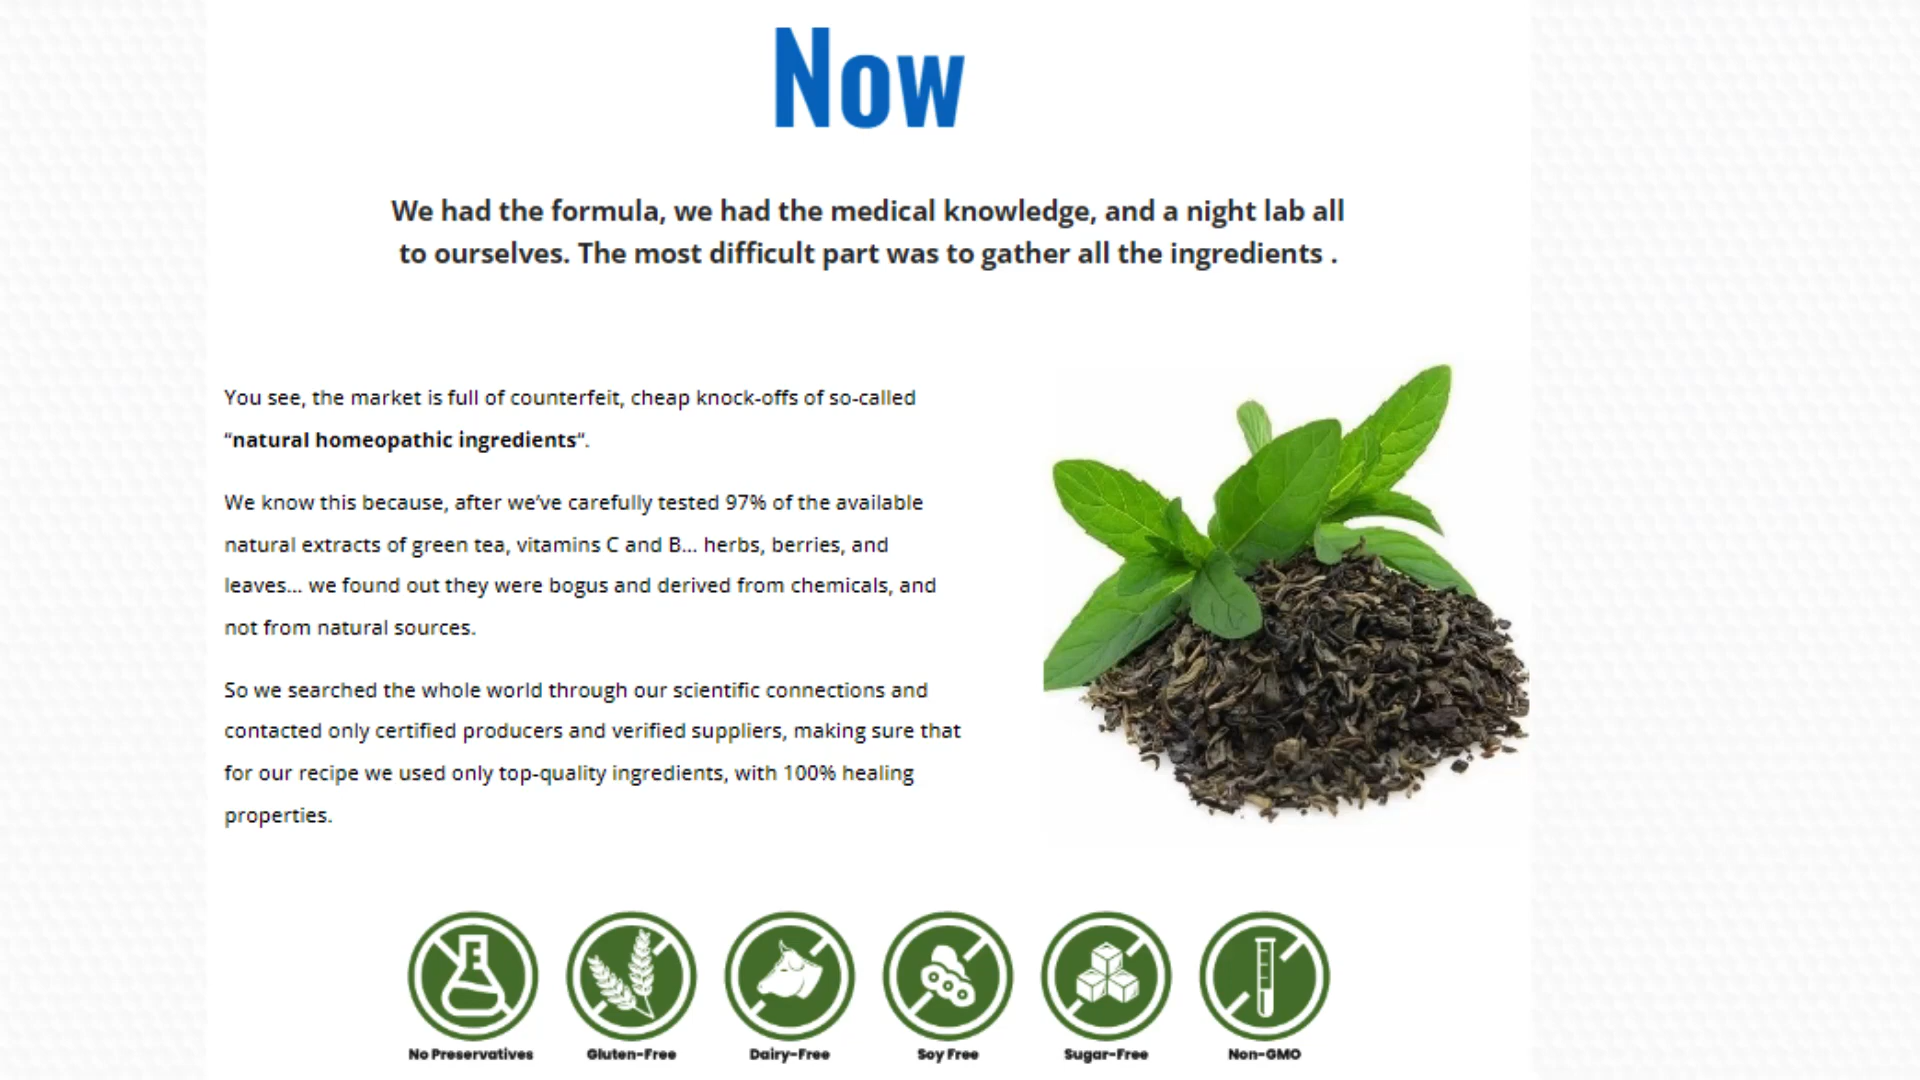 Now
We had the formula, we had the medical knowledge, and a night lab all
to ourselves. The most difficult part was to gather all the ingredients .
You see, the market is full of counterfeit, cheap knock-offs of so-called
“natural homeopathic ingredients“.
We know this because, after we’ve carefully tested 97% of the available
natural extracts of green tea, vitamins C and B… herbs, berries, and
leaves… we found out they were bogus and derived from chemicals, and
not from natural sources.
So we searched the whole world through our scientific connections and
contacted only certified producers and verified suppliers, making sure that
for our recipe we used only top-quality ingredients, with 100% healing
properties.
No Preservatives
Gluten-Free
Dairy-Free
Soy Free
Sugar-Free
Non-GMO